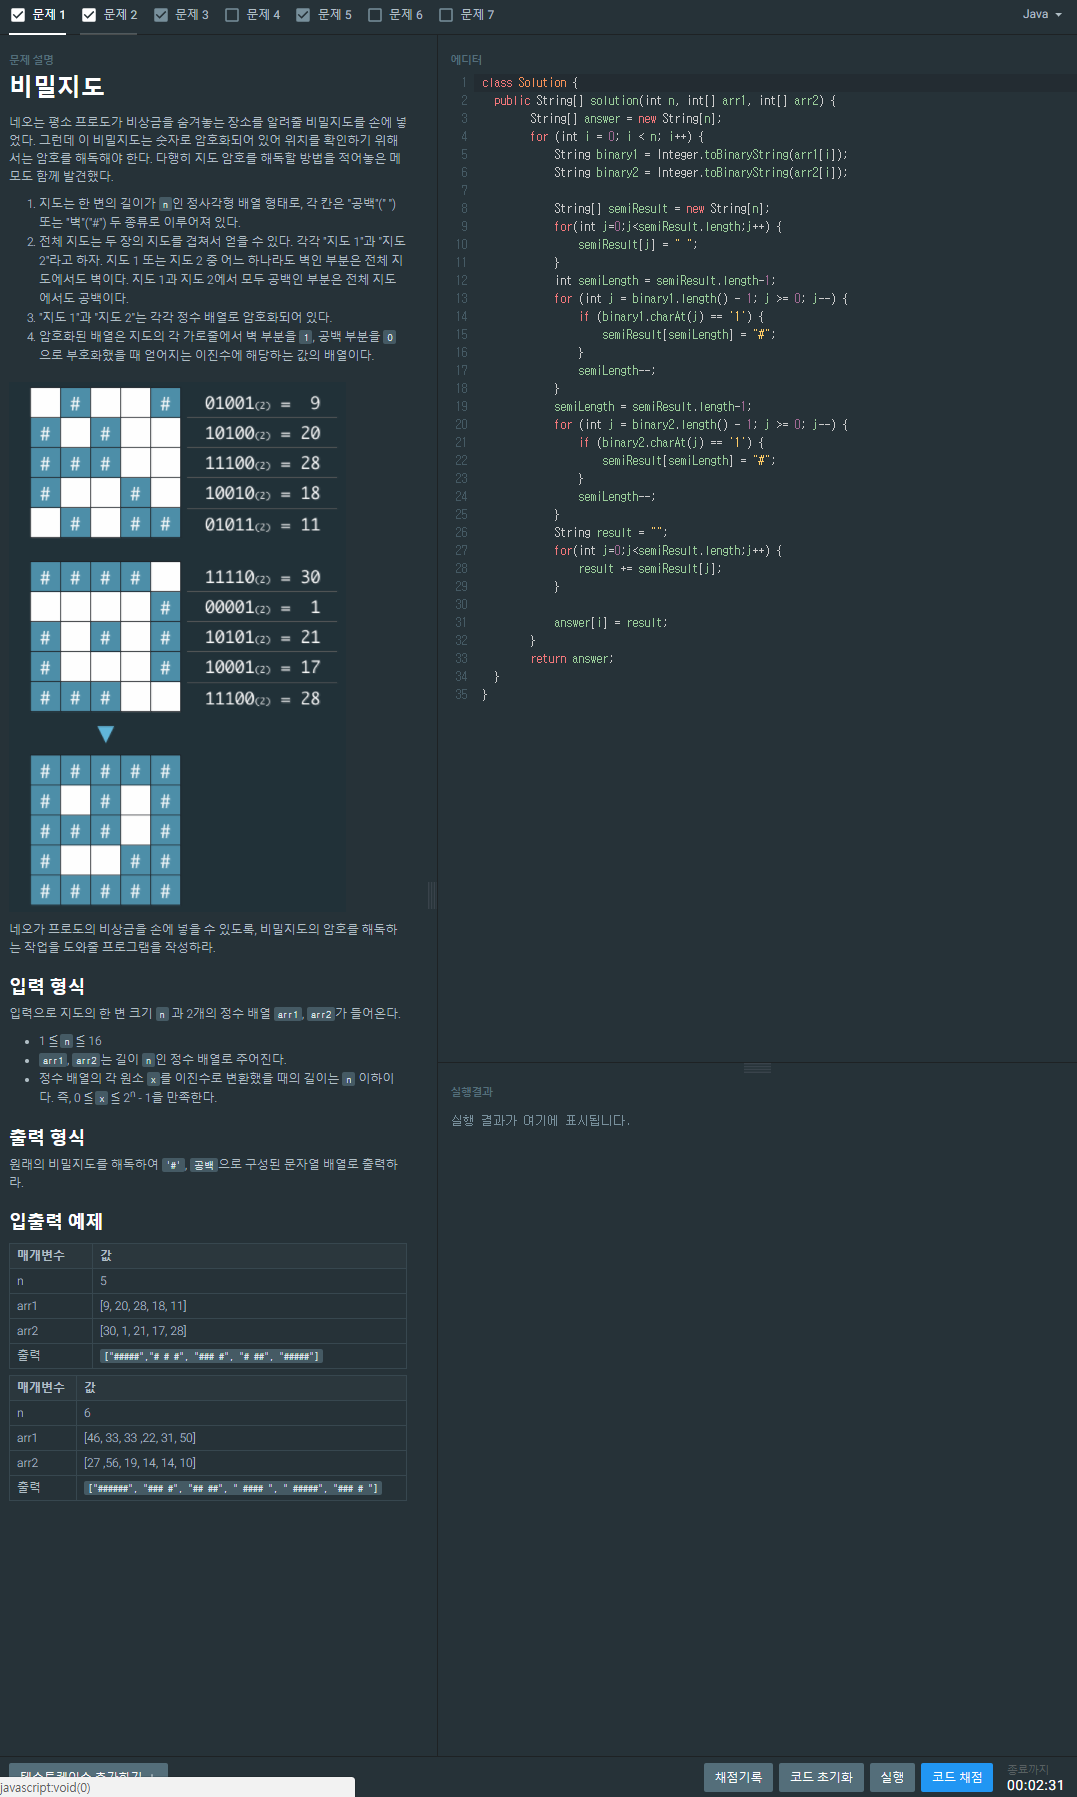 문제 1 문제 2 문제 3 문제 4 문제 5 문제 6 문제 7 Java
문제 설명
비밀지도
네오는 평소 프로도가 비상금을 숨겨놓는 장소를 알려줄 비밀지도를 손에 넣
었다. 그런데 이 비밀지도는 숫자로 암호화되어 있어 위치를 확인하기 위해
서는 암호를 해독해야 한다. 다행히 지도 암호를 해독할 방법을 적어놓은 메
모도 함께 발견했다.
1. 지도는 한 변의 길이가 n인 정사각형 배열 형태로, 각 칸은 "공백"(" ")
또는 "벽"("#") 두 종류로 이루어져 있다.
2. 전체 지도는 두 장의 지도를 겹쳐서 얻을 수 있다. 각각 "지도 1"과 "지도
2"라고 하자. 지도 1 또는 지도 2 중 어느 하나라도 벽인 부분은 전체 지
도에서도 벽이다. 지도 1과 지도 2에서 모두 공백인 부분은 전체 지도
에서도 공백이다.
3. "지도 1"과 "지도 2"는 각각 정수 배열로 암호화되어 있다.
4. 암호화된 배열은 지도의 각 가로줄에서 벽 부분을 1, 공백 부분을 0
으로 부호화했을 때 얻어지는 이진수에 해당하는 값의 배열이다.
# # 01001(2) = 9
# # 10100(2) = 20
# # # 11100(2) = 28
# # 10010(2) = 18
# # # 01011(2) = 11
# # # # 11110(2) = 30
# 00001(2) = 1
# # # 10101(2) = 21
# # 10001(2) = 17
# # # 11100(2) = 28
# # # # #
# # #
# # # #
# # #
# # # # #
네오가 프로도의 비상금을 손에 넣을 수 있도록, 비밀지도의 암호를 해독하
는 작업을 도와줄 프로그램을 작성하라.
입력 형식
입력으로 지도의 한 변 크기 n 과 2개의 정수 배열 arr1, arr2가 들어온다.
• 1 ≦ n ≦ 16
• arr1, arr2는 길이 n인 정수 배열로 주어진다.
• 정수 배열의 각 원소 x를 이진수로 변환했을 때의 길이는 n 이하이
다. 즉, 0 ≦ x ≦ 2n - 1을 만족한다.
출력 형식
원래의 비밀지도를 해독하여 '#', 공백으로 구성된 문자열 배열로 출력하
라.
입출력 예제
매개변수 값
n 5
arr1 [9, 20, 28, 18, 11]
arr2 [30, 1, 21, 17, 28]
출력 ["#####","# # #", "### #", "# ##", "#####"]
매개변수 값
n 6
arr1 [46, 33, 33 ,22, 31, 50]
arr2 [27 ,56, 19, 14, 14, 10]
출력 ["######", "### #", "## ##", " #### ", " #####", "### # "]
에디터
1 class Solution {
2 public String[] solution(int n, int[] arr1, int[] arr2) {
3 String[] answer = new String[n];
4 for (int i = 0; i < n; i++) {
5 String binary1 = Integer.toBinaryString(arr1[i]);
6 String binary2 = Integer.toBinaryString(arr2[i]);
7
8 String[] semiResult = new String[n];
9 for(int j=0;j<semiResult.length;j++) {
10 semiResult[j] = " ";
11 }
12 int semiLength = semiResult.length-1;
13 for (int j = binary1.length() - 1; j >= 0; j--) {
14 if (binary1.charAt(j) == '1') {
15 semiResult[semiLength] = "#";
16 }
17 semiLength--;
18 }
19 semiLength = semiResult.length-1;
20 for (int j = binary2.length() - 1; j >= 0; j--) {
21 if (binary2.charAt(j) == '1') {
22 semiResult[semiLength] = "#";
23 }
24 semiLength--;
25 }
26 String result = "";
27 for(int j=0;j<semiResult.length;j++) {
28 result += semiResult[j];
29 }
30
31 answer[i] = result;
32 }
33 return answer;
34 }
35 }
실행결과
실행 결과가 여기에 표시됩니다.
javascript:void(0)
채점기록 코드 초기화 실행 코드 채점 종료까지
00:02:31